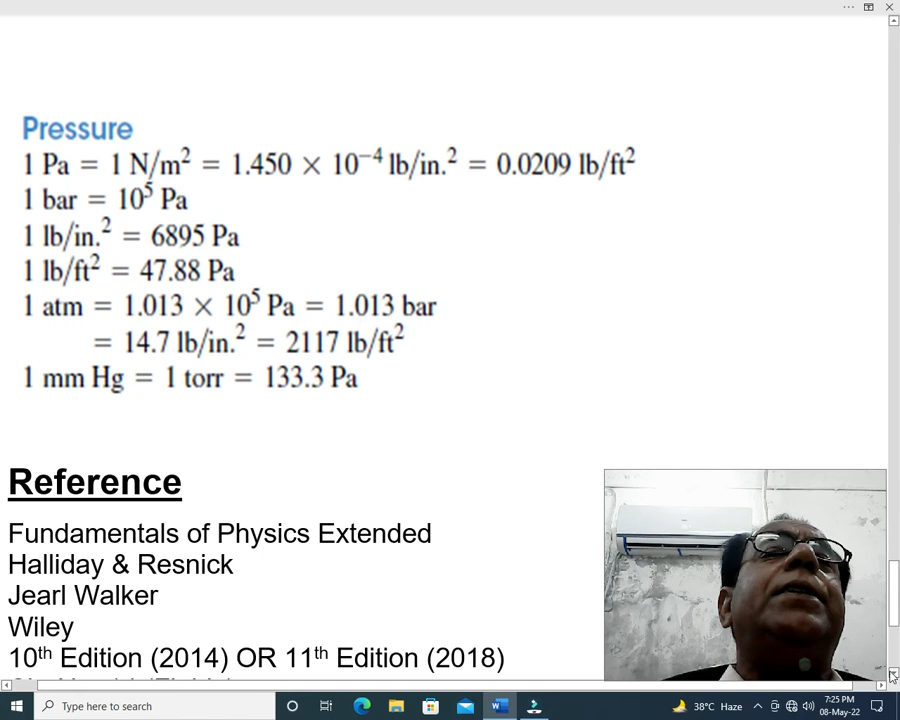 Pressure
1 Pa = 1 N/m² = 1.450 × 10⁻⁴ lb/in.² = 0.0209 lb/ft²
1 bar = 10⁵ Pa
1 lb/in.² = 6895 Pa
1 lb/ft² = 47.88 Pa
1 atm = 1.013 × 10⁵ Pa = 1.013 bar
= 14.7 lb/in.² = 2117 lb/ft²
1 mm Hg = 1 torr = 133.3 Pa
Reference
Fundamentals of Physics Extended
Halliday & Resnick
Jearl Walker
Wiley
10th Edition (2014) OR 11th Edition (2018)
Type here to search
38°C Haze
7:25 PM
08-May-22